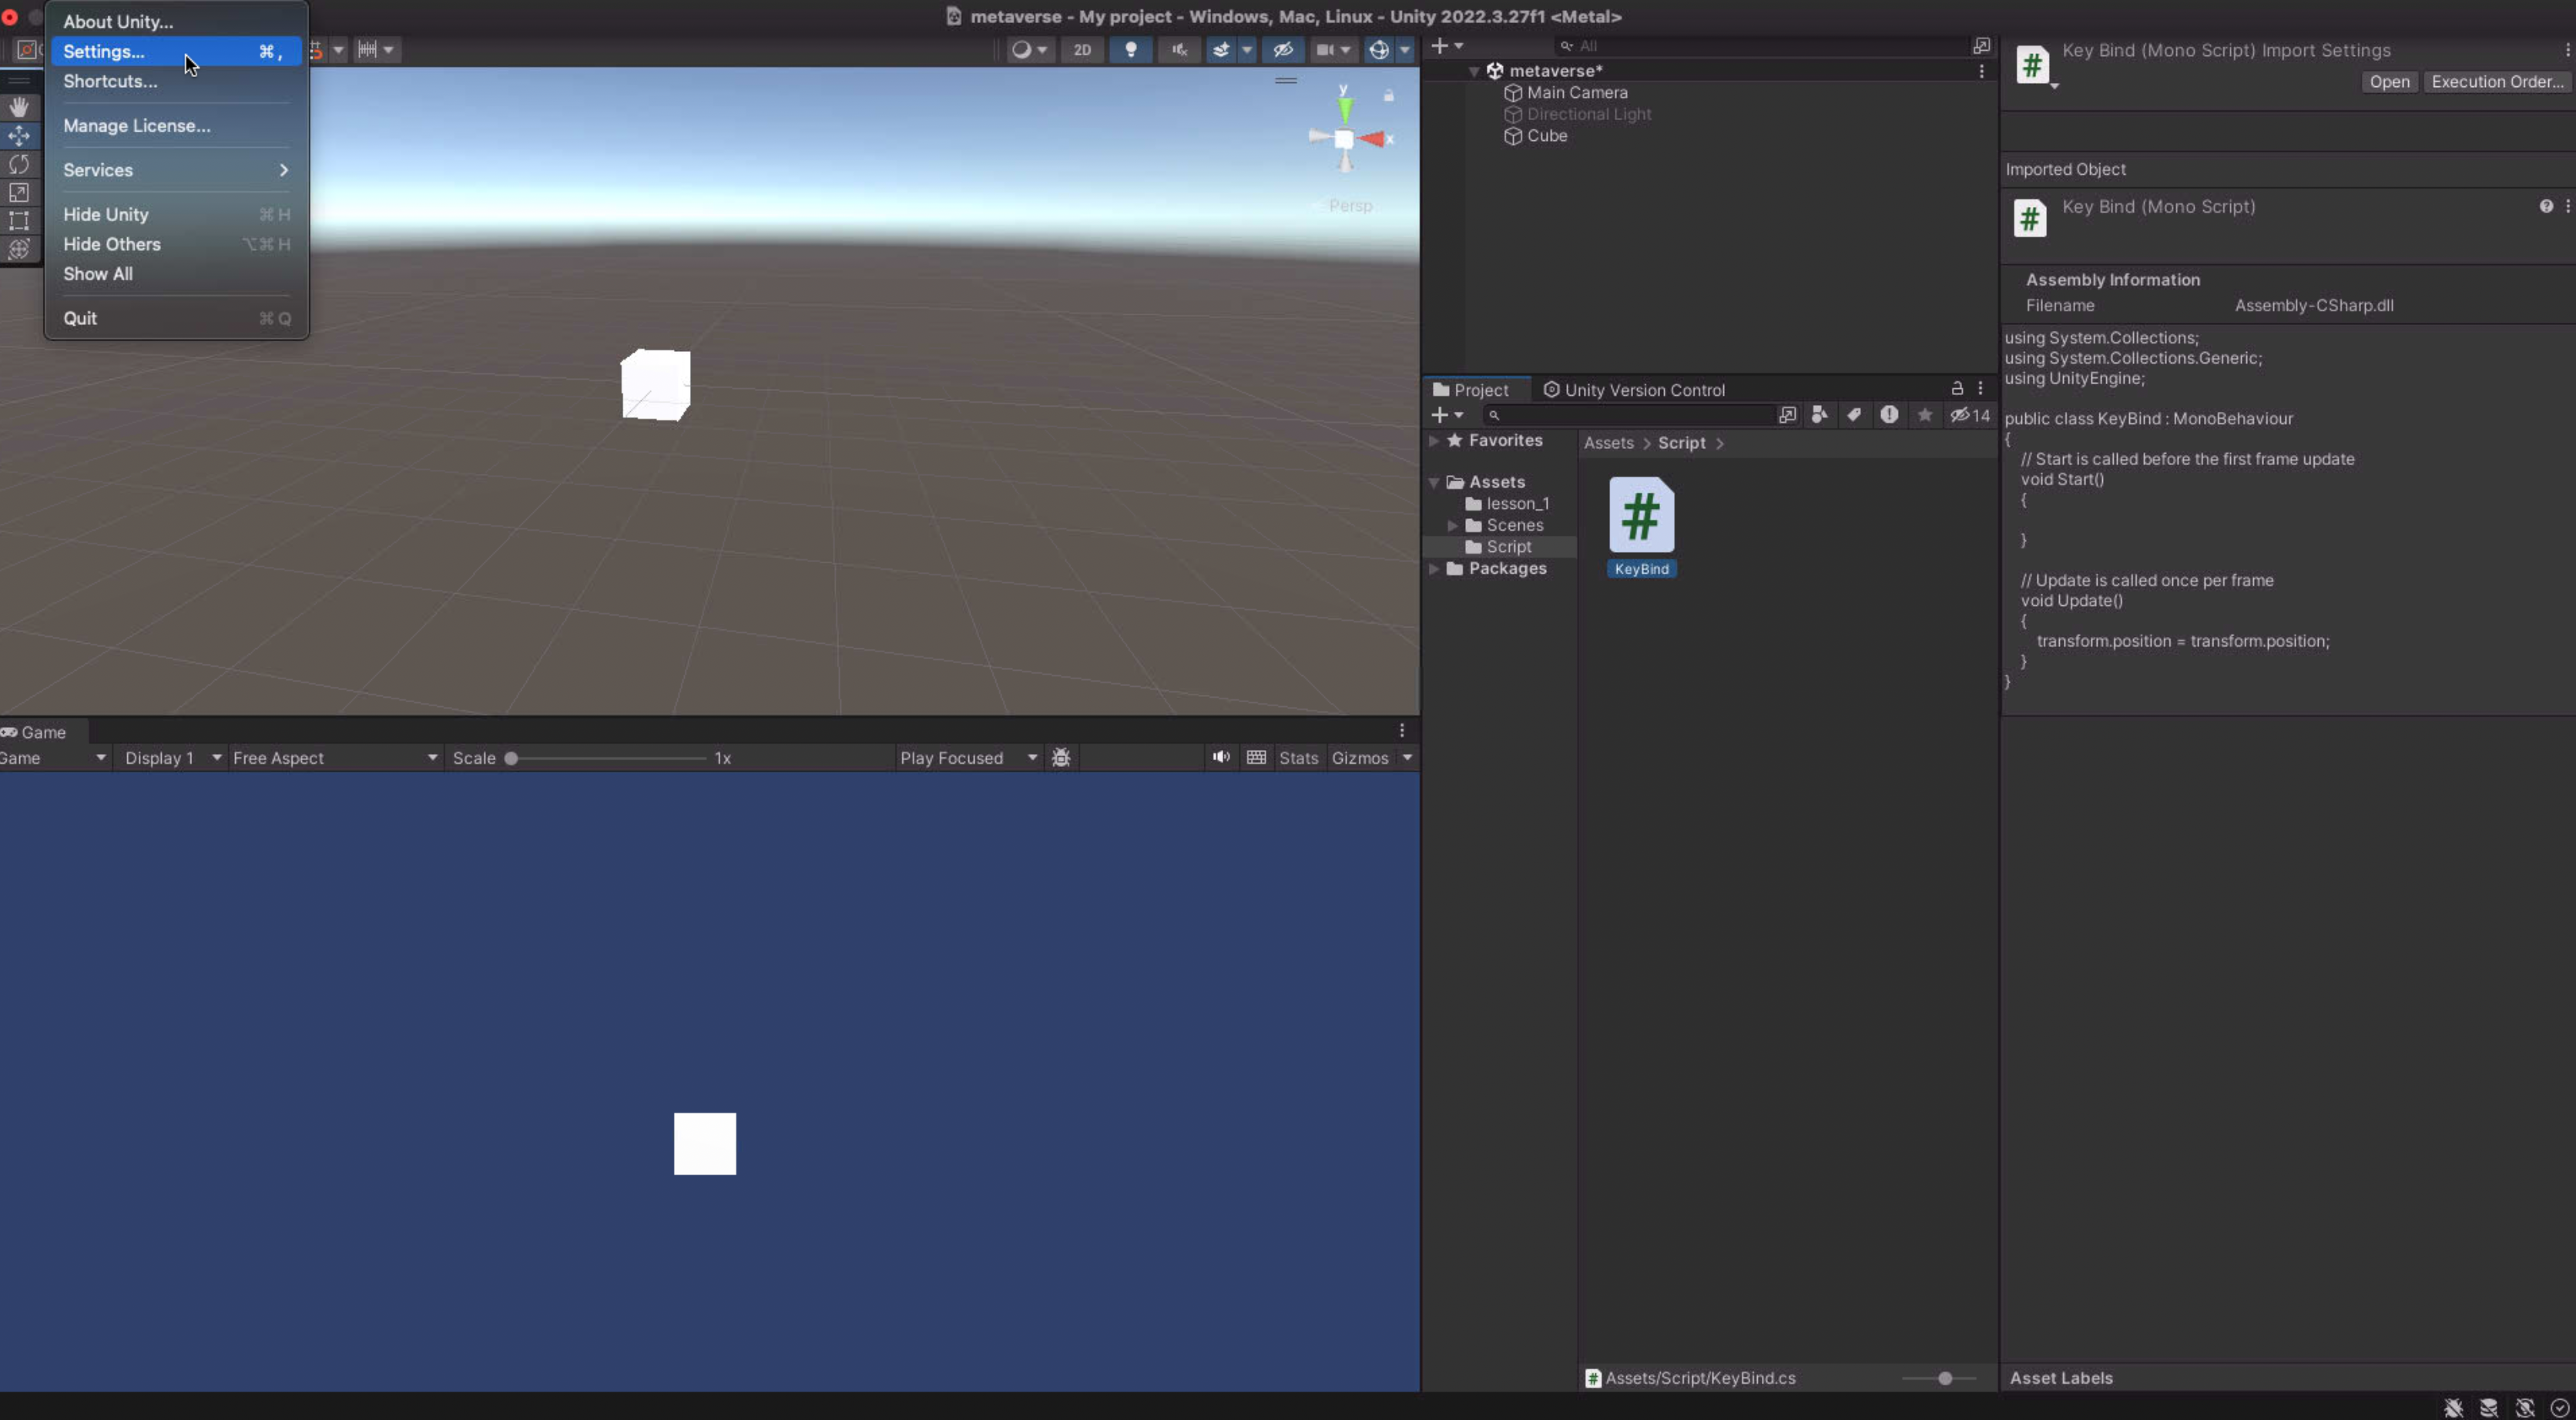 metaverse - My project - Windows, Mac, Linux - Unity 2022.3.27f1 <Metal>
About Unity...
Settings... ⌘ ,
Shortcuts...
Manage License...
Services
Hide Unity ⌘ H
Hide Others ⌥⌘ H
Show All
Quit ⌘ Q
2D
y
x
Persp
All
metaverse*
Main Camera
Directional Light
Cube
Project
Unity Version Control
14
Favorites
Assets
lesson_1
Scenes
Script
Packages
Assets > Script >
#
KeyBind
# Assets/Script/KeyBind.cs
#
Key Bind (Mono Script) Import Settings
Open
Execution Order...
Imported Object
#
Key Bind (Mono Script)
Assembly Information
Filename Assembly-CSharp.dll
using System.Collections;
using System.Collections.Generic;
using UnityEngine;
public class KeyBind : MonoBehaviour
{
// Start is called before the first frame update
void Start()
{
}
// Update is called once per frame
void Update()
{
transform.position = transform.position;
}
}
Asset Labels
Game
Game
Display 1
Free Aspect
Scale
1x
Play Focused
Stats
Gizmos